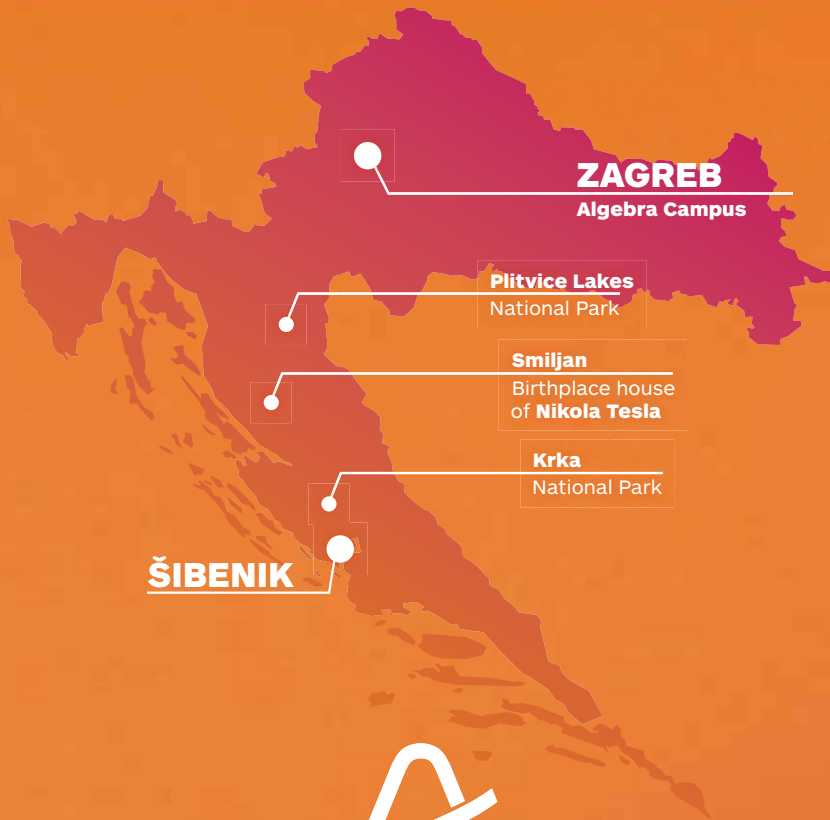 ZAGREB
Algebra Campus
Plitvice Lakes
National Park
Smiljan
Birthplace house
of Nikola Tesla
Krka
National Park
ŠIBENIK